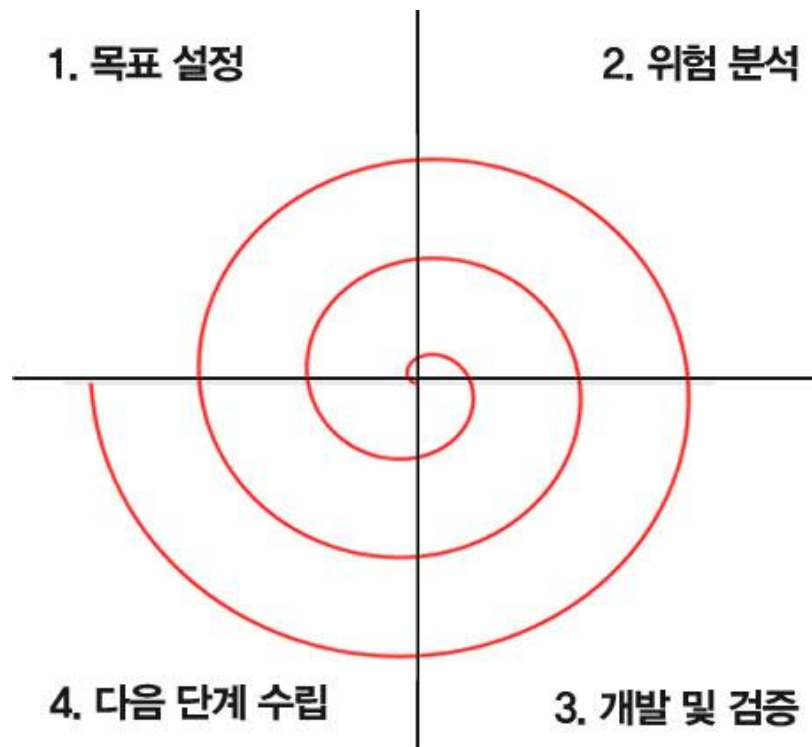 1. 목표 설정
2. 위험 분석
4. 다음 단계 수립
3. 개발 및 검증